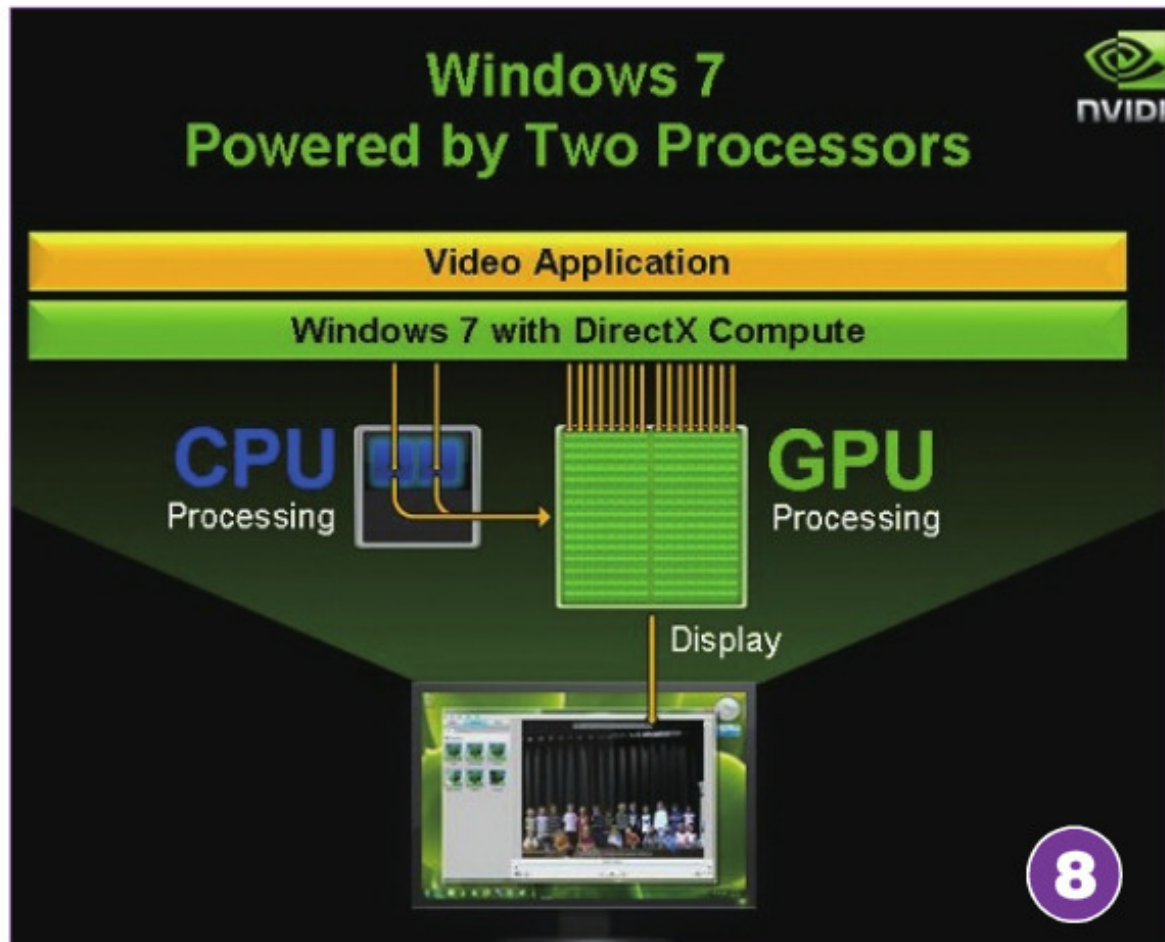 Windows 7
Powered by Two Processors
NVIDI
Video Application
Windows 7 with DirectX Compute
CPU
Processing
GPU
Processing
Display
8